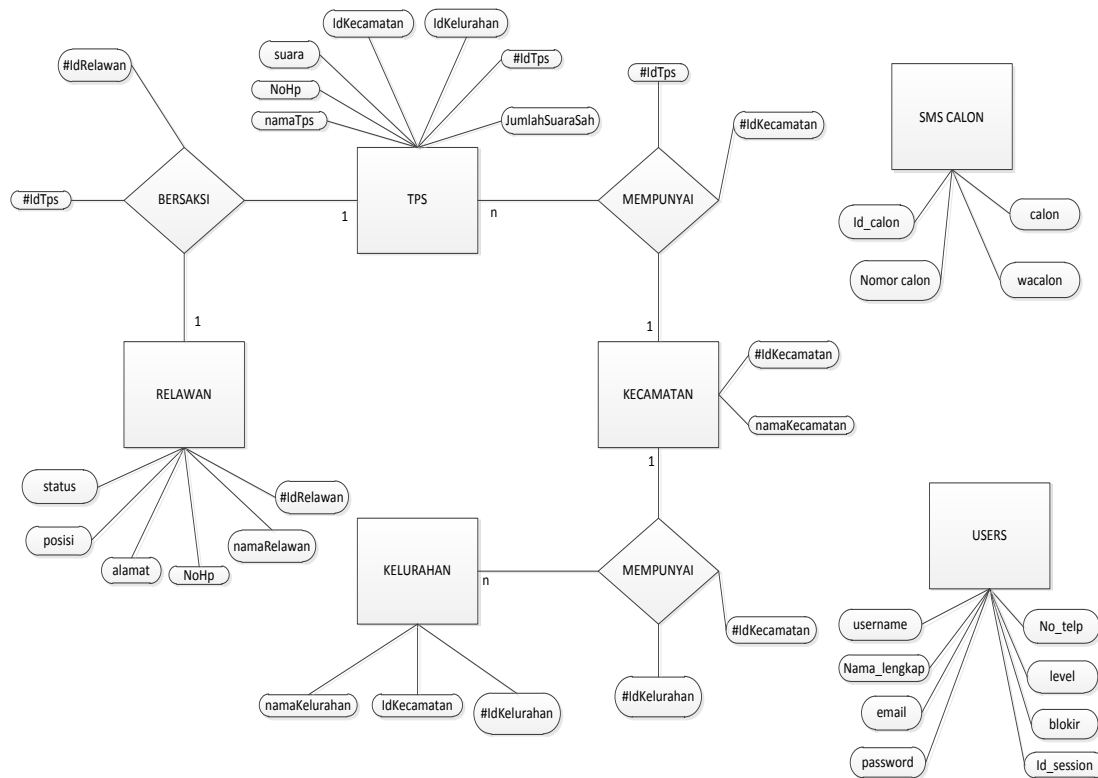 IdKecamatan
IdKelurahan
suara
#IdTps
#IdRelawan
#IdTps
NoHp
#IdKecamatan
namaTps
JumlahSuaraSah
SMS CALON
#IdTps
BERSAKSI
TPS
MEMPUNYAI
1
n
Id_calon
calon
Nomor calon
wacalon
1
1
#IdKecamatan
RELAWAN
KECAMATAN
namaKecamatan
1
status
#IdRelawan
posisi
namaRelawan
alamat
NoHp
USERS
KELURAHAN
n
MEMPUNYAI
username
No_telp
#IdKecamatan
Nama_lengkap
level
namaKelurahan
IdKecamatan
#IdKelurahan
#IdKelurahan
email
blokir
password
Id_session